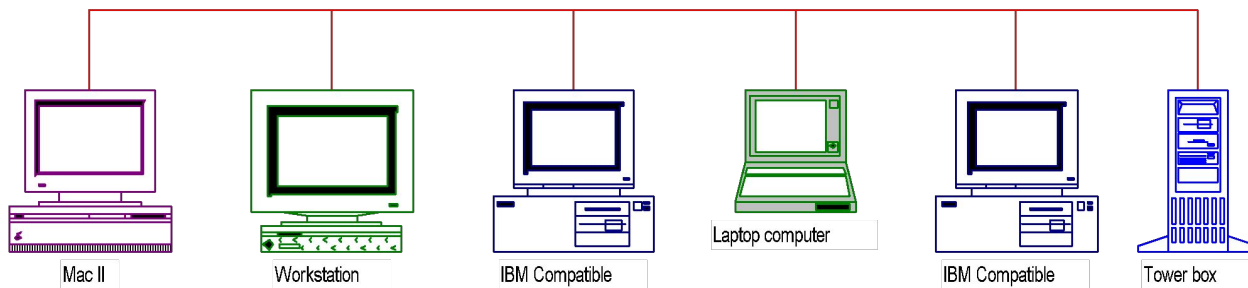 Mac II
Workstation
IBM Compatible
Laptop computer
IBM Compatible
Tower box